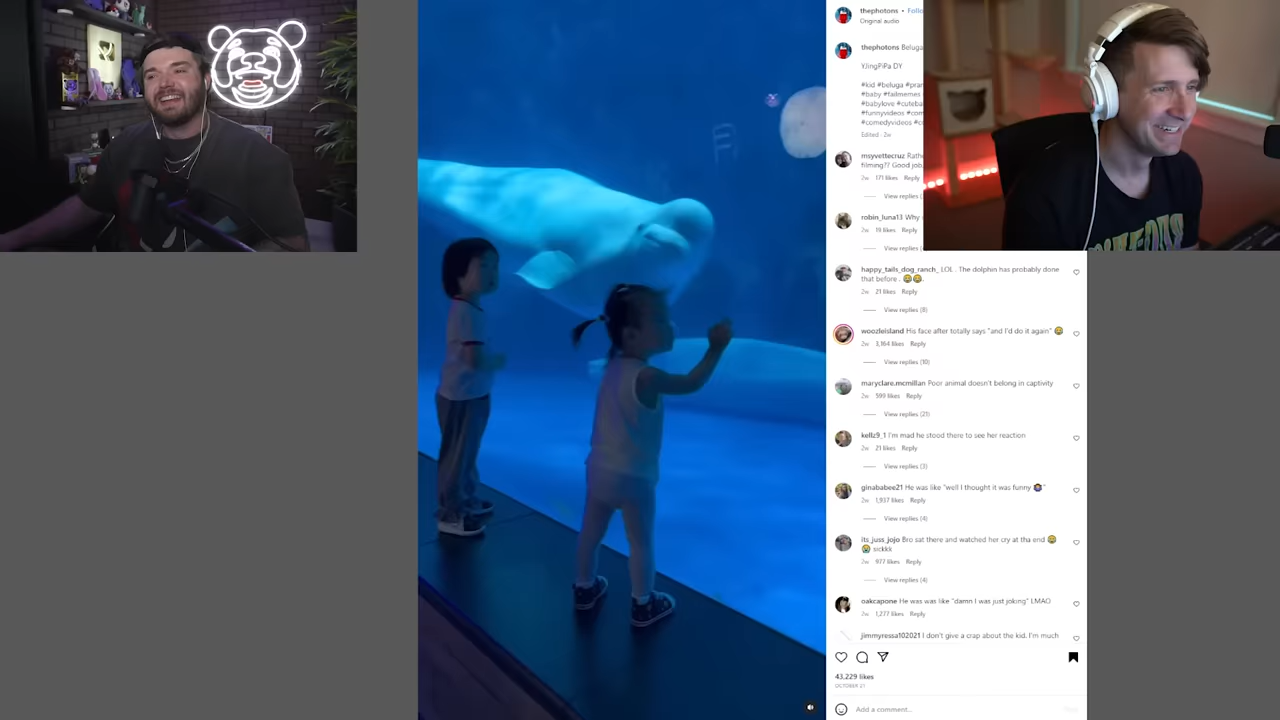 thephotons • Follo
Original audio
thephotons Beluga
YJingPiPa DY
#kid #beluga #pran
#baby #failmemes
#babylove #cuteba
#funnyvideos #com
#comedyvideos #c
Edited · 2w
msyvettecruz Rathe
filming?? Good job
2w 171 likes Reply
View replies (
robin_luna13 Why
2w 19 likes Reply
View replies (
happy_tails_dog_ranch_ LOL . The dolphin has probably done
that before . 😂😂.
2w 21 likes Reply
View replies (8)
woozleisland His face after totally says "and I'd do it again" 😂
2w 3,164 likes Reply
View replies (10)
maryclare.mcmillan Poor animal doesn't belong in captivity
2w 599 likes Reply
View replies (21)
kellz9_1 I'm mad he stood there to see her reaction
2w 21 likes Reply
View replies (3)
ginababee21 He was like "well I thought it was funny 🤷🏽‍♀️"
2w 1,937 likes Reply
View replies (4)
its_juss_jojo Bro sat there and watched her cry at tha end 😂
😭 sickkk
2w 977 likes Reply
View replies (4)
oakcapone He was was like "damn I was just joking" LMAO
2w 1,277 likes Reply
jimmyressa102021 I don't give a crap about the kid. I'm much
43,229 likes
OCTOBER 21
Add a comment...
Post